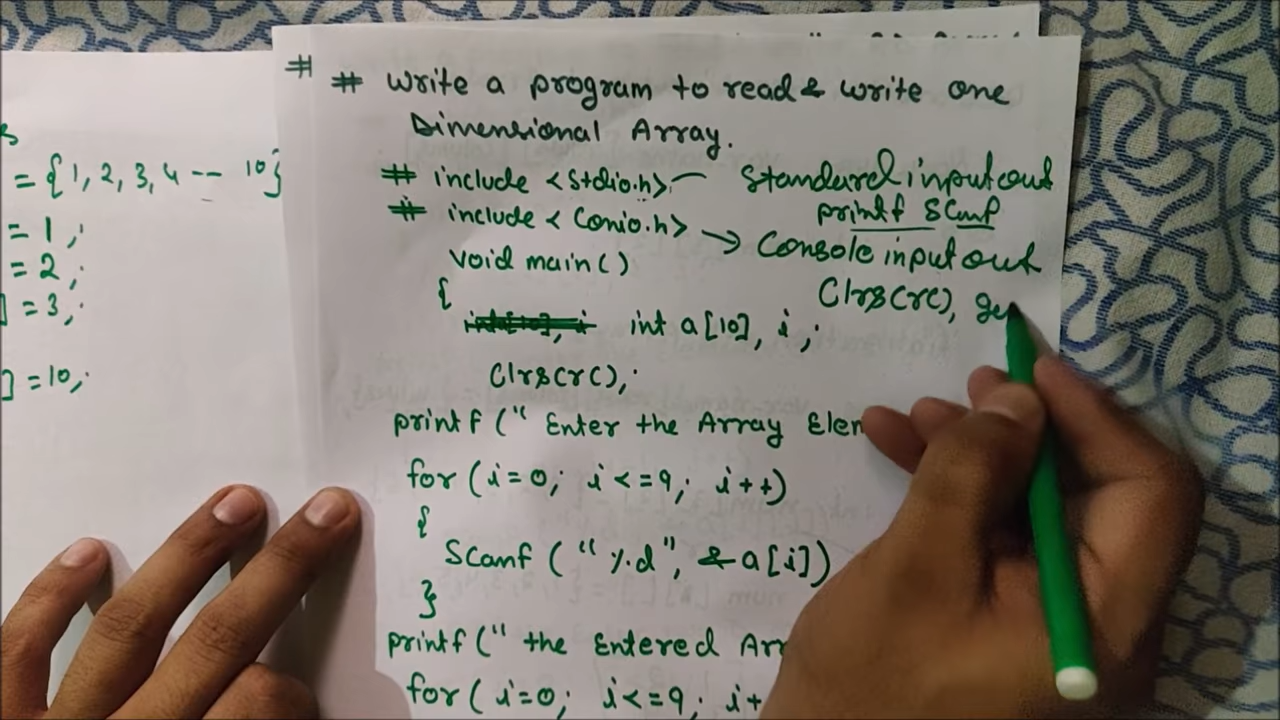 s
= {1, 2, 3, 4 -- 10}
= 1;
= 2;
] = 3;
] = 10;
#
# Write a program to read & write one
Dimensional Array.
# include <Stdio.h> — Standard input out
printf Scanf
# include <Conio.h> → Console input out
void main()
Clrscr(), ge
{
int a[10], i;
Clrscr();
printf (" Enter the Array Elem
for (i=0; i<=9; i++)
{
Scanf ("%d", & a[i])
}
printf (" the Entered Arr
for (i=0; i<=9; i+